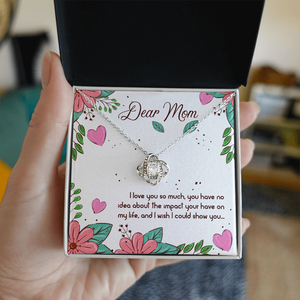 Dear Mom
I love you so much, you have no
idea about the impact your have on
my life, and I wish I could show you...